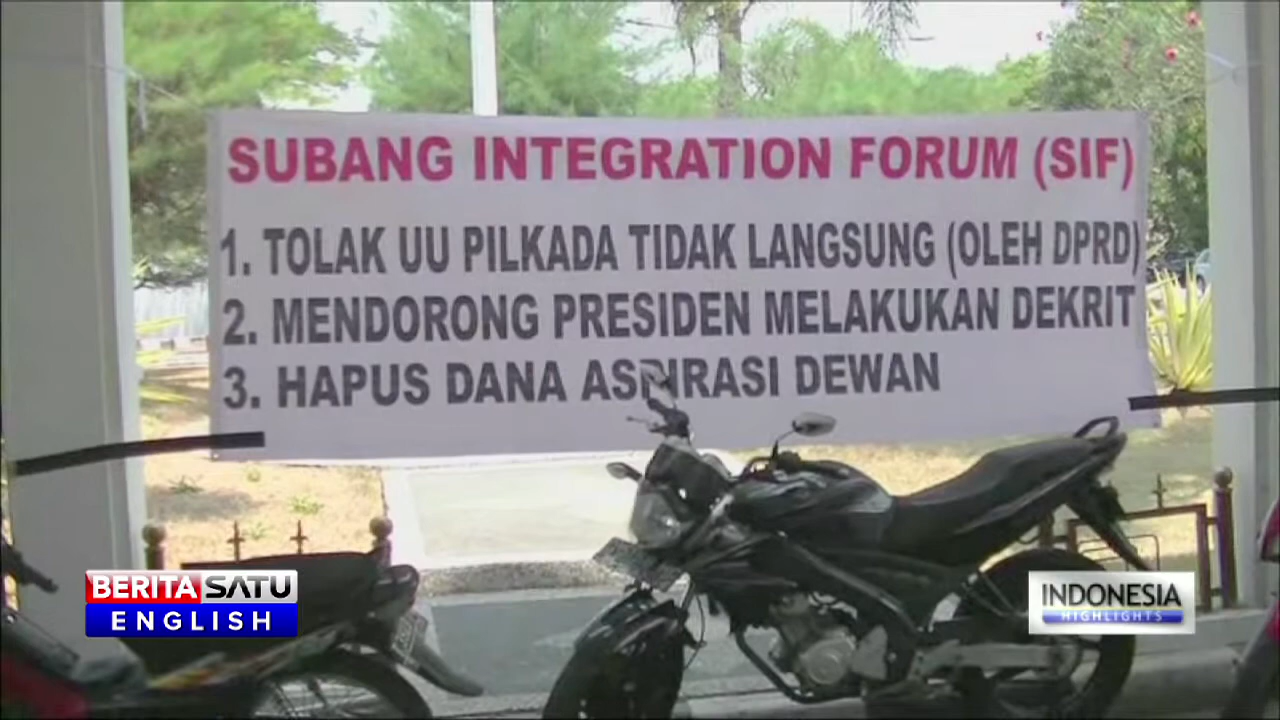 SUBANG INTEGRATION FORUM (SIF)
1. TOLAK UU PILKADA TIDAK LANGSUNG (OLEH DPRD)
2. MENDORONG PRESIDEN MELAKUKAN DEKRIT
3. HAPUS DANA ASPIRASI DEWAN
BERITA SATU
ENGLISH
INDONESIA
HIGHLIGHTS